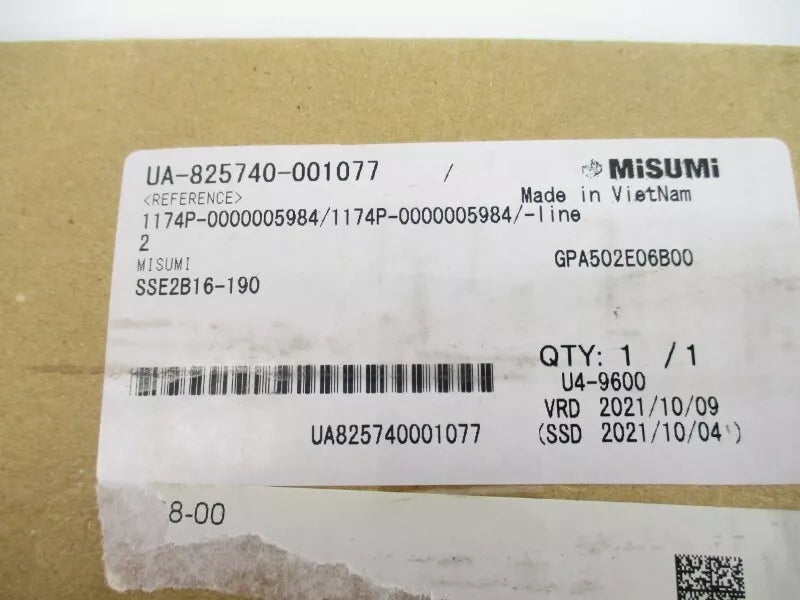 UA-825740-001077 / MiSUMi
<REFERENCE> Made in VietNam
1174P-0000005984/1174P-0000005984/-line
2
MISUMI GPA502E06B00
SSE2B16-190
QTY: 1 /1
U4-9600
VRD 2021/10/09
UA825740001077 (SSD 2021/10/04)
8-00